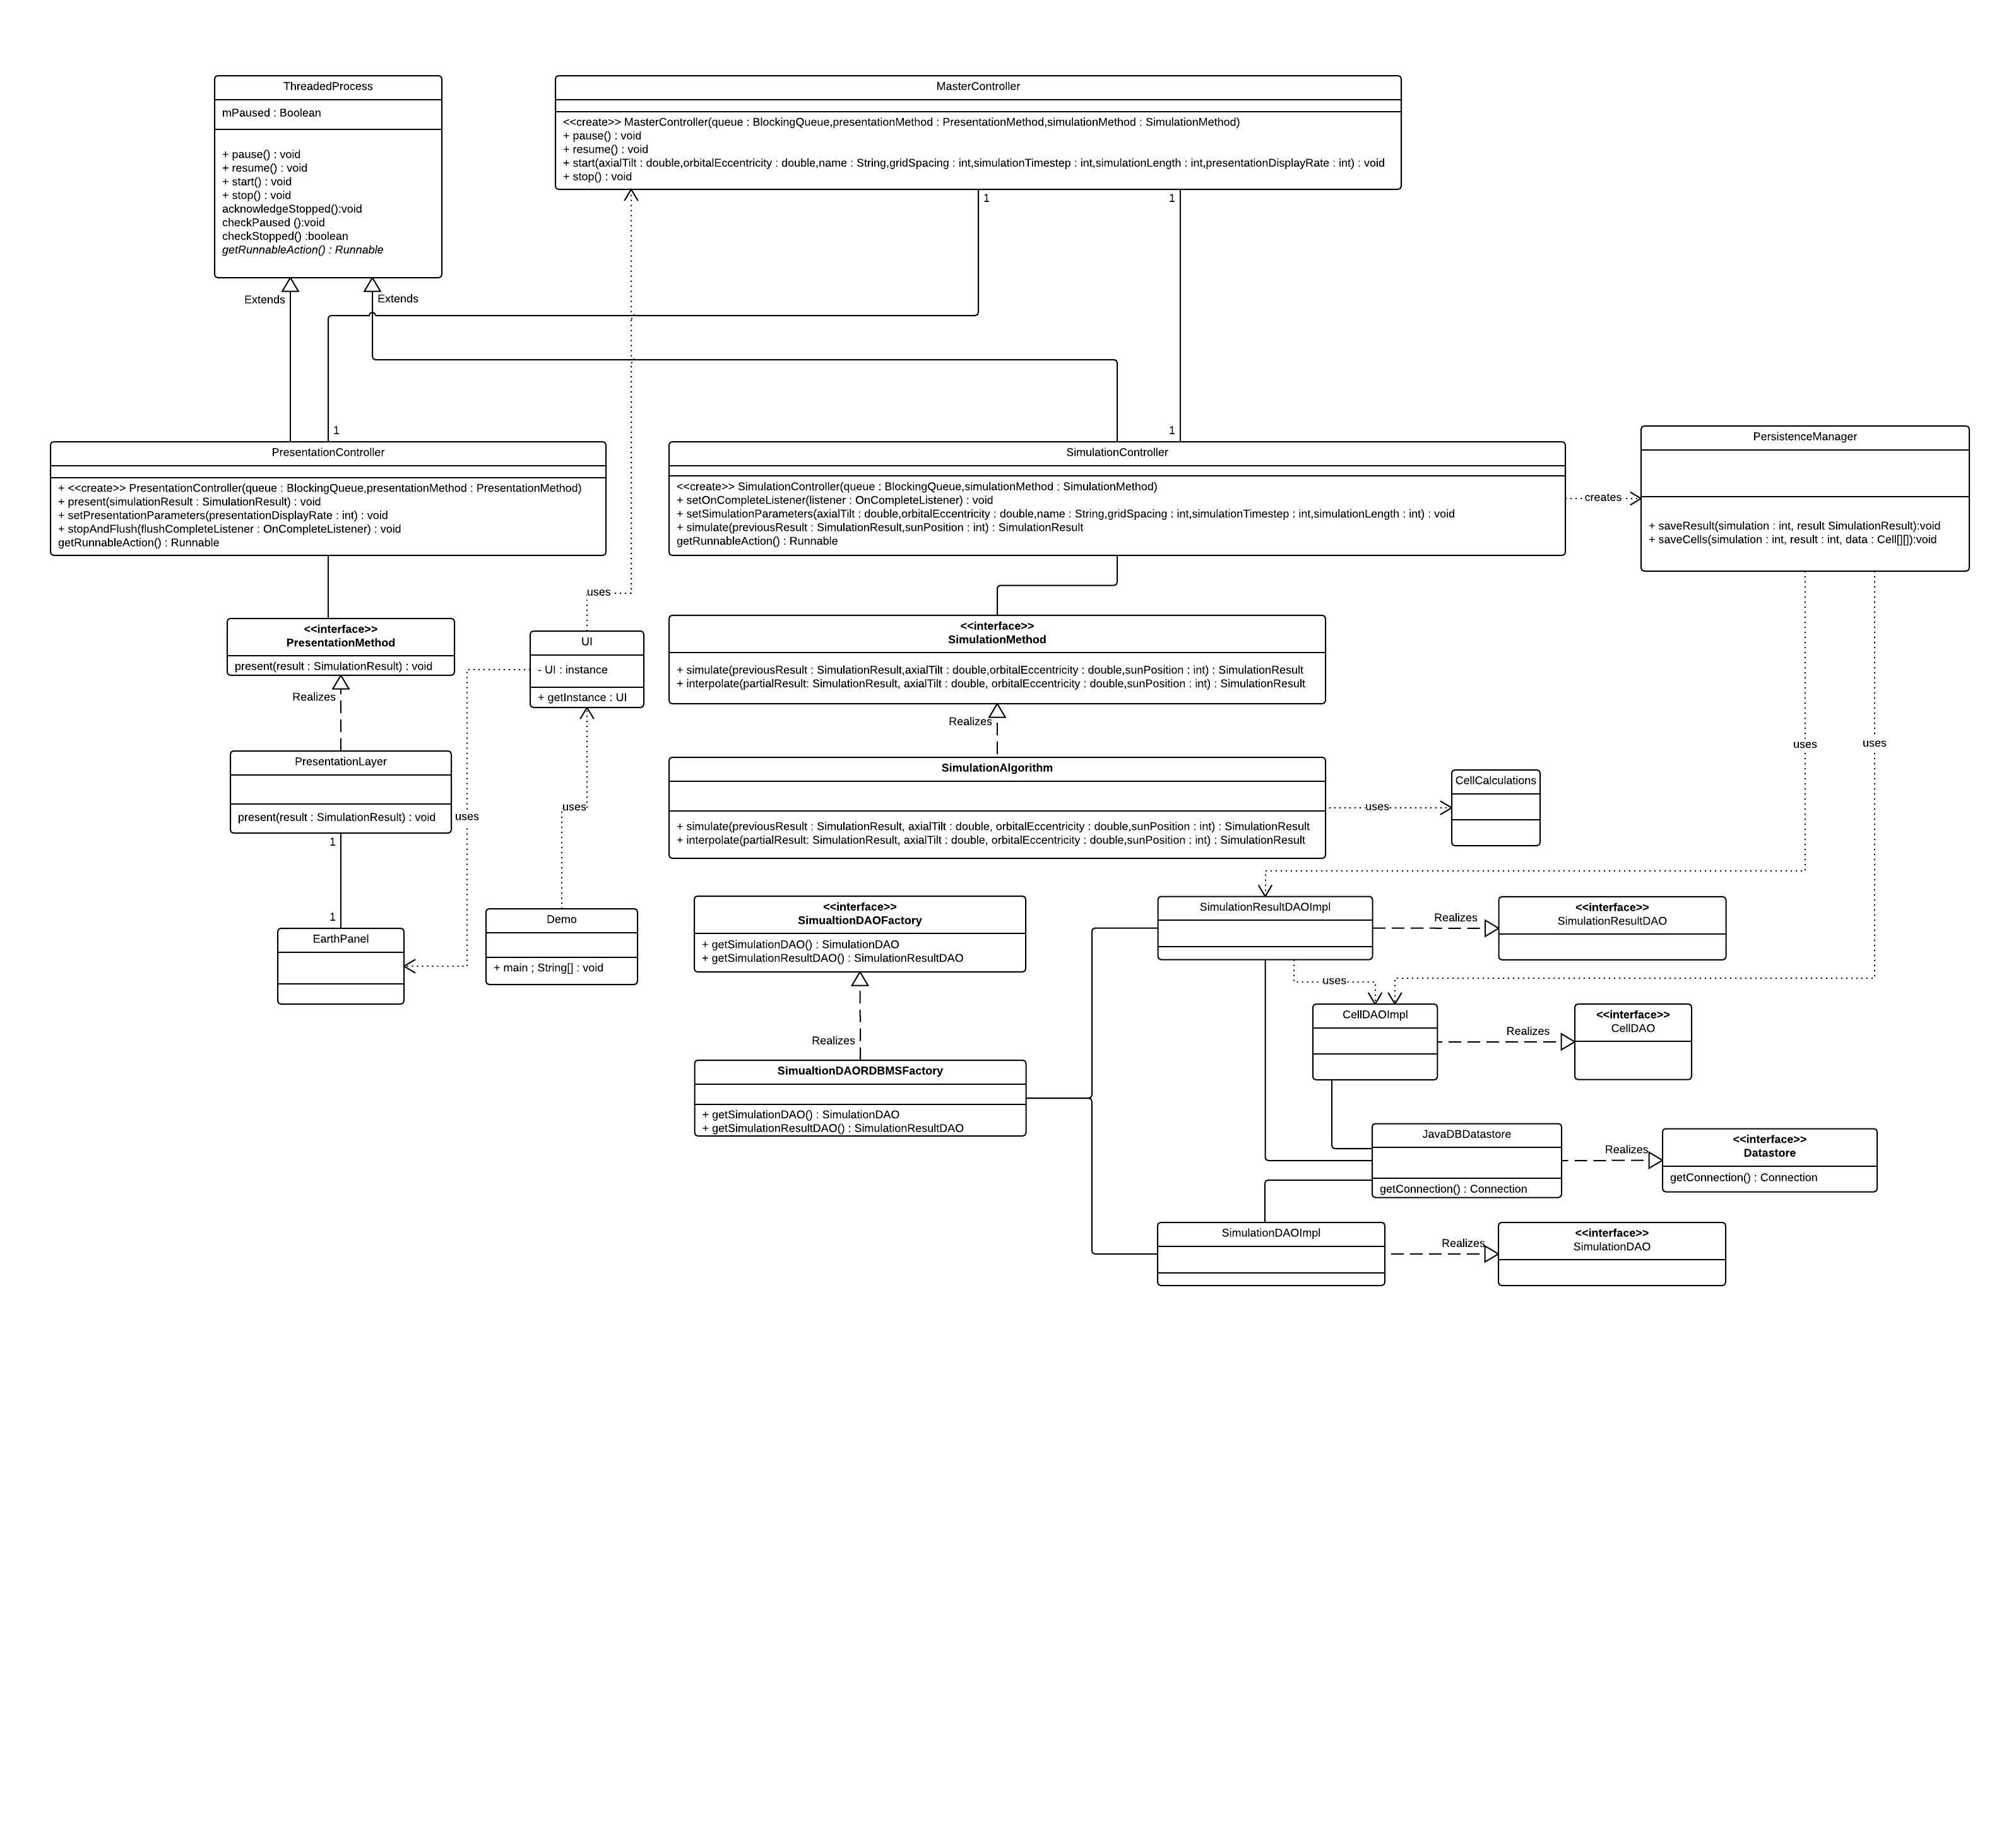 ThreadedProcess
mPaused : Boolean
+ pause() : void
+ resume() : void
+ start() : void
+ stop() : void
acknowledgeStopped():void
checkPaused ():void
checkStopped() :boolean
getRunnableAction() : Runnable
MasterController
<<create>> MasterController(queue : BlockingQueue,presentationMethod : PresentationMethod,simulationMethod : SimulationMethod)
+ pause() : void
+ resume() : void
+ start(axialTilt : double,orbitalEccentricity : double,name : String,gridSpacing : int,simulationTimestep : int,simulationLength : int,presentationDisplayRate : int) : void
+ stop() : void
1
1
Extends
Extends
1
1
PresentationController
+ <<create>> PresentationController(queue : BlockingQueue,presentationMethod : PresentationMethod)
+ present(simulationResult : SimulationResult) : void
+ setPresentationParameters(presentationDisplayRate : int) : void
+ stopAndFlush(flushCompleteListener : OnCompleteListener) : void
getRunnableAction() : Runnable
SimulationController
<<create>> SimulationController(queue : BlockingQueue,simulationMethod : SimulationMethod)
+ setOnCompleteListener(listener : OnCompleteListener) : void
+ setSimulationParameters(axialTilt : double,orbitalEccentricity : double,name : String,gridSpacing : int,simulationTimestep : int,simulationLength : int) : void
+ simulate(previousResult : SimulationResult,sunPosition : int) : SimulationResult
getRunnableAction() : Runnable
creates
PersistenceManager
+ saveResult(simulation : int, result SimulationResult):void
+ saveCells(simulation : int, result : int, data : Cell[][]):void
uses
<<interface>>
PresentationMethod
present(result : SimulationResult) : void
UI
- UI : instance
+ getInstance : UI
<<interface>>
SimulationMethod
+ simulate(previousResult : SimulationResult,axialTilt : double,orbitalEccentricity : double,sunPosition : int) : SimulationResult
+ interpolate(partialResult: SimulationResult, axialTilt : double, orbitalEccentricity : double,sunPosition : int) : SimulationResult
Realizes
Realizes
uses
uses
PresentationLayer
present(result : SimulationResult) : void
uses
uses
SimulationAlgorithm
+ simulate(previousResult : SimulationResult, axialTilt : double, orbitalEccentricity : double,sunPosition : int) : SimulationResult
+ interpolate(partialResult: SimulationResult, axialTilt : double, orbitalEccentricity : double,sunPosition : int) : SimulationResult
uses
CellCalculations
1
1
EarthPanel
Demo
+ main ; String[] : void
<<interface>>
SimualtionDAOFactory
+ getSimulationDAO() : SimulationDAO
+ getSimulationResultDAO() : SimulationResultDAO
SimulationResultDAOImpl
Realizes
<<interface>>
SimulationResultDAO
uses
CellDAOImpl
Realizes
<<interface>>
CellDAO
Realizes
SimualtionDAORDBMSFactory
+ getSimulationDAO() : SimulationDAO
+ getSimulationResultDAO() : SimulationResultDAO
JavaDBDatastore
getConnection() : Connection
Realizes
<<interface>>
Datastore
getConnection() : Connection
SimulationDAOImpl
Realizes
<<interface>>
SimulationDAO